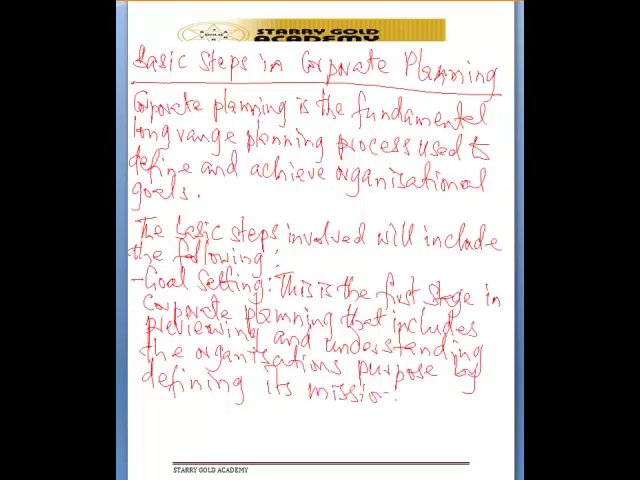 STARRY GOLD
ACADEMY
Basic Steps in Corporate Planning
Corporate planning is the fundamental
long range planning process used to
define and achieve organisational
goals.
The basic steps involved will include
the following:
- Goal Setting: This is the first stage in
corporate planning that includes
previewing and understanding
the organisations purpose by
defining its mission.
STARRY GOLD ACADEMY